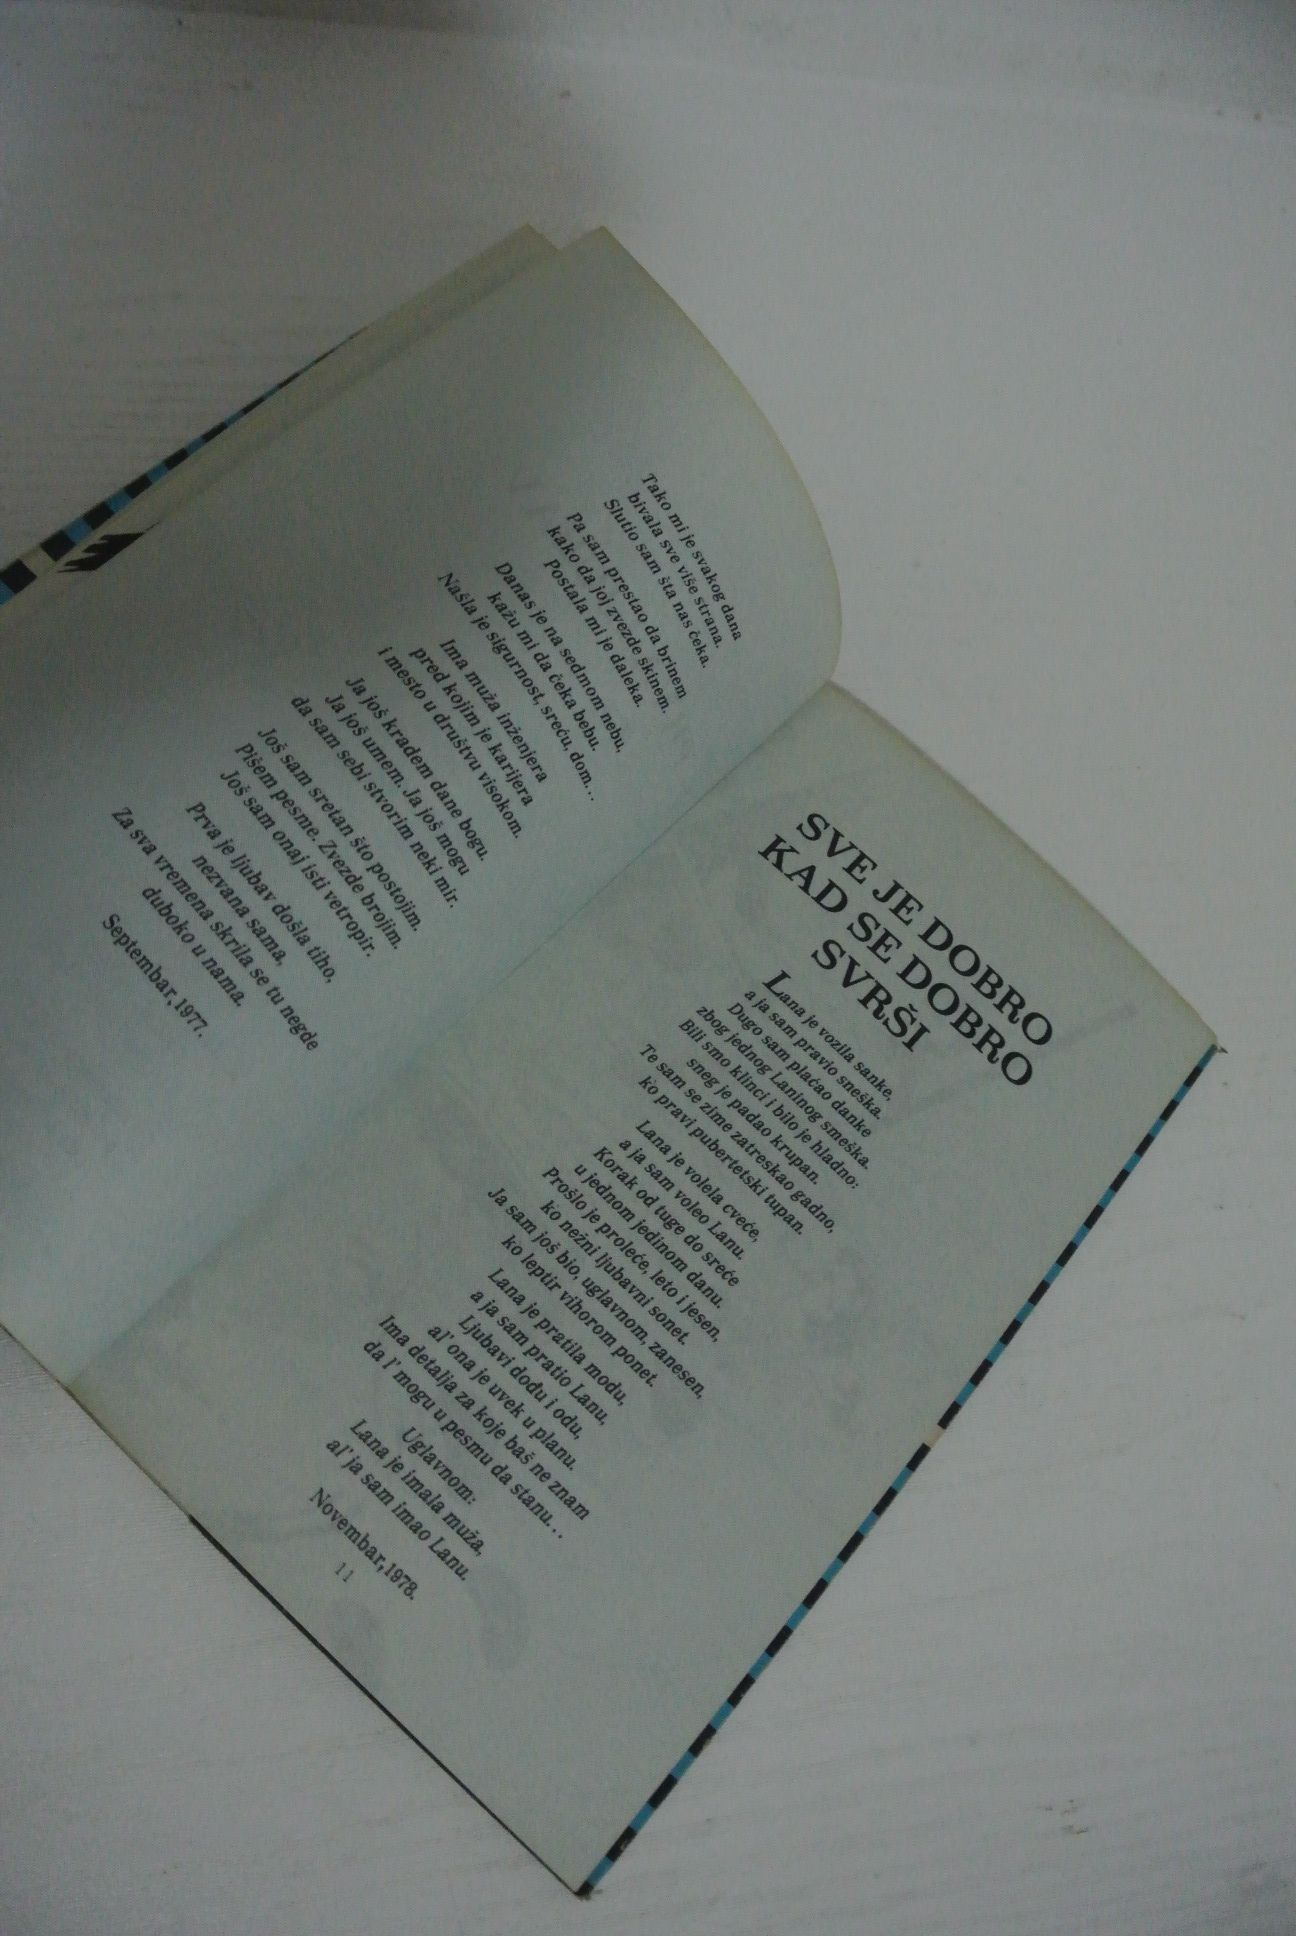 Tako mi je svakog dana
bivala sve više strana.
Slutio sam šta nas čeka.
Pa sam prestao da brinem
kako da joj zvezde skinem.
Postala mi je daleka.
Danas je na sedmom nebu,
kažu mi da čeka bebu.
Našla je sigurnost, sreću, dom...
Ima muža inženjera
pred kojim je karijera
i mesto u društvu visokom.
Ja još kradem dane bogu.
Ja još umem. Ja još mogu
da sam sebi stvorim neki mir.
Još sam sretan što postojim.
Pišem pesme. Zvezde brojim.
Još sam onaj isti vetropir.
Prva je ljubav došla tiho,
nezvana sama,
Za sva vremena skrila se tu negde
duboko u nama.
Septembar, 1977.
SVE JE DOBRO
KAD SE DOBRO
SVRŠI
Lana je vozila sanke,
a ja sam pravio sneška.
Dugo sam plaćao danke
zbog jednog Laninog smeška.
Bili smo klinci i bilo je hladno:
sneg je padao krupan.
Te sam se zime zatreskao gadno,
k'o pravi pubertetski tupan.
Lana je volela cveće,
a ja sam voleo Lanu.
Korak od tuge do sreće
u jednom jedinom danu.
Prošlo je proleće, leto i jesen,
ko nežni ljubavni sonet.
Ja sam još bio, uglavnom, zanesen,
ko leptir vihorom ponet.
Lana je pratila modu,
a ja sam pratio Lanu,
Ljubavi dođu i odu,
al' ona je uvek u planu.
Ima detalja za koje baš ne znam
da l' mogu u pesmu da stanu...
Uglavnom:
Lana je imala muža,
al' ja sam imao Lanu.
Novembar, 1978.
11